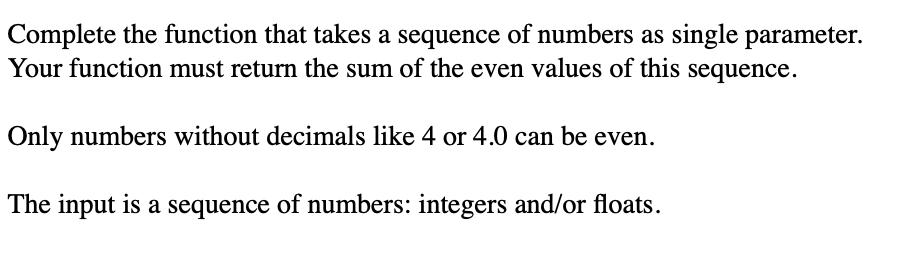 Complete the function that takes a sequence of numbers as single parameter.
Your function must return the sum of the even values of this sequence.
Only numbers without decimals like 4 or 4.0 can be even.
The input is a sequence of numbers: integers and/or floats.